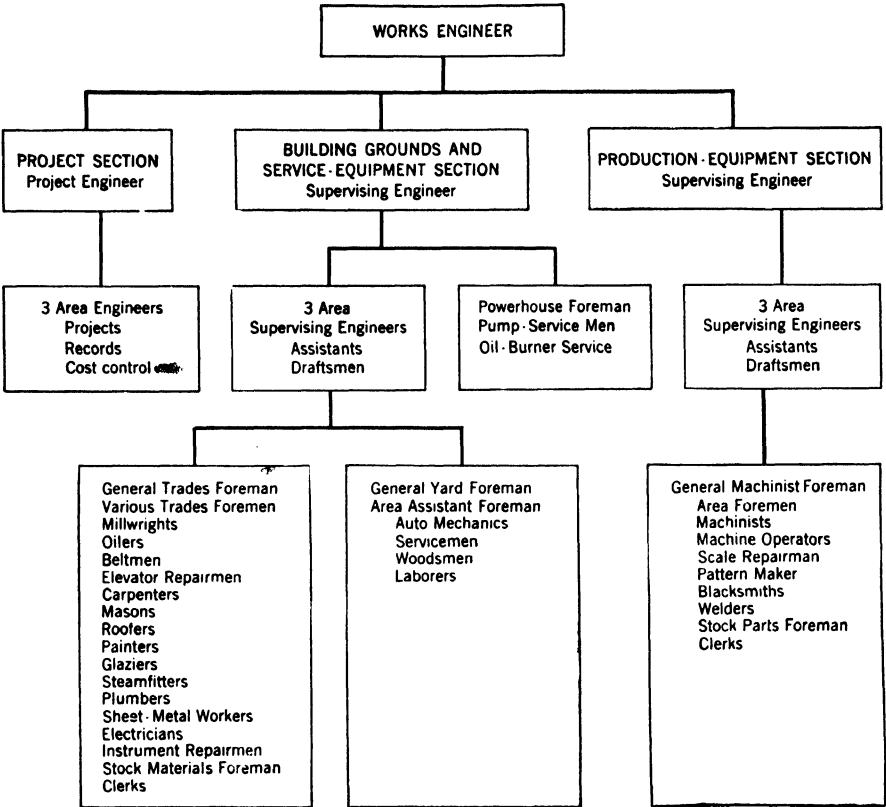 WORKS ENGINEER
PROJECT SECTION
Project Engineer
BUILDING GROUNDS AND
SERVICE-EQUIPMENT SECTION
Supervising Engineer
PRODUCTION-EQUIPMENT SECTION
Supervising Engineer
3 Area Engineers
Projects
Records
Cost control
3 Area
Supervising Engineers
Assistants
Draftsmen
Powerhouse Foreman
Pump-Service Men
Oil-Burner Service
3 Area
Supervising Engineers
Assistants
Draftsmen
General Trades Foreman
Various Trades Foremen
Millwrights
Oilers
Beltmen
Elevator Repairmen
Carpenters
Masons
Roofers
Painters
Glaziers
Steamfitters
Plumbers
Sheet-Metal Workers
Electricians
Instrument Repairmen
Stock Materials Foreman
Clerks
General Yard Foreman
Area Assistant Foreman
Auto Mechanics
Servicemen
Woodsmen
Laborers
General Machinist Foreman
Area Foremen
Machinists
Machine Operators
Scale Repairman
Pattern Maker
Blacksmiths
Welders
Stock Parts Foreman
Clerks